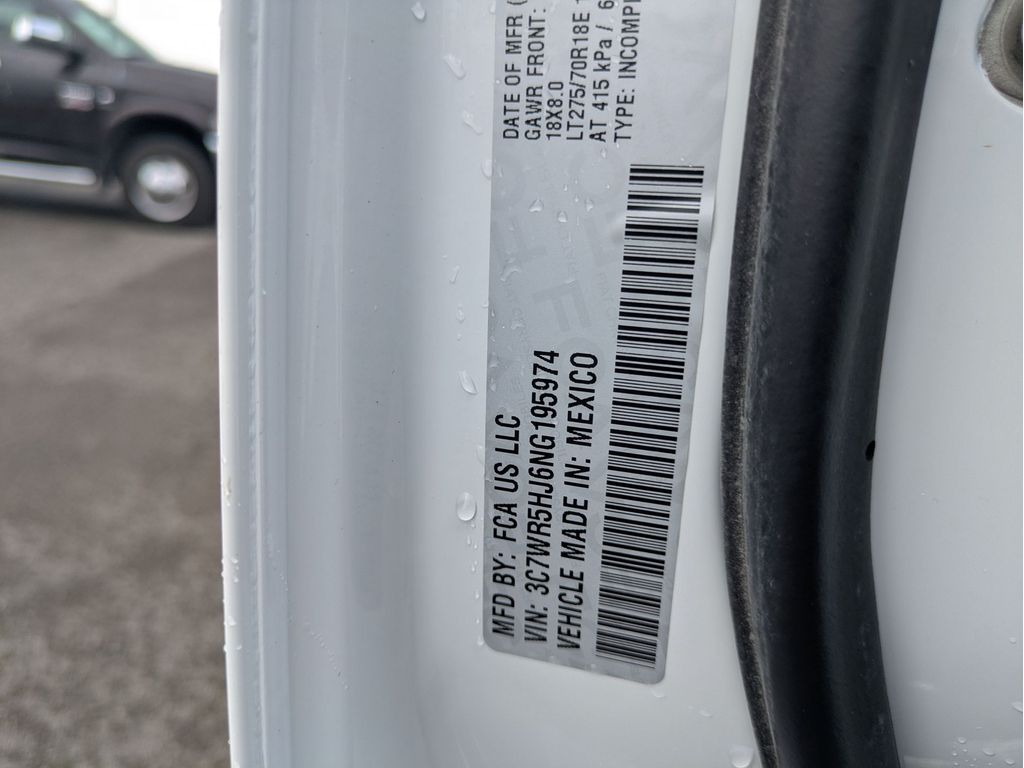 MFD BY: FCA US LLC
VIN: 3C7WR5HJ6NG195974
VEHICLE MADE IN: MEXICO
DATE OF MFR
GAWR FRONT:
18X8.0
LT275/70R18E
AT 415 kPa /
TYPE: